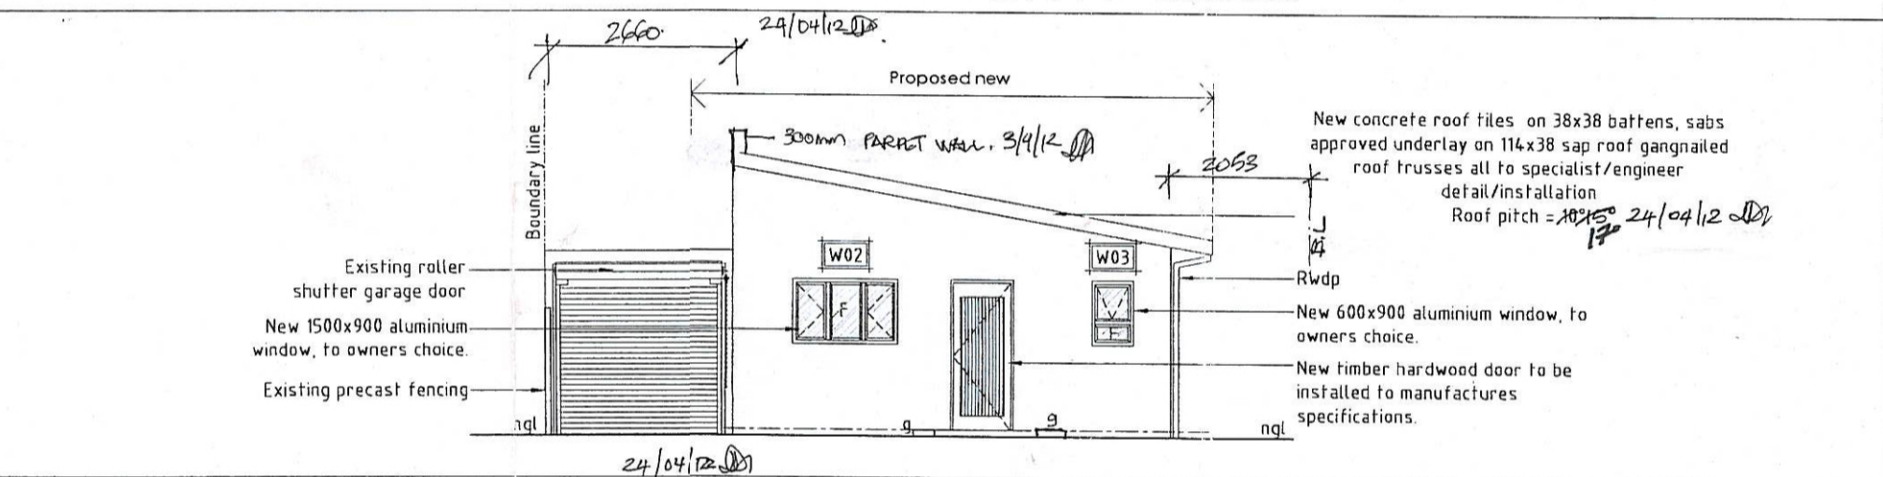 2660.
24/04/12
Proposed new
Boundary line
300mm PARPET WALL. 3/9/12
2053
New concrete roof tiles on 38x38 battens, sabs
approved underlay on 114x38 sap roof gangnailed
roof trusses all to specialist/engineer
detail/installation
Roof pitch = 10° 15° 24/04/12
17°
W02
W03
Existing roller
shutter garage door
New 1500x900 aluminium
window, to owners choice.
Existing precast fencing
F
F
Rwdp
New 600x900 aluminium window, to
owners choice.
New timber hardwood door to be
installed to manufactures
specifications.
ngl
g
g
ngl
24/04/12